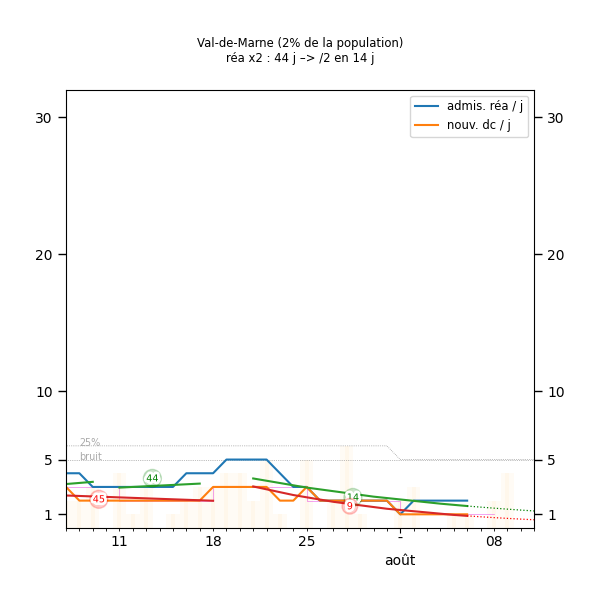 Val-de-Marne (2% de la population)
réa x2 : 44 j –> /2 en 14 j
admis. réa / j
nouv. dc / j
30 30
20 20
10 10
25%
bruit
5 5
44
45
14
9
1 1
11 18 25 - 08
août